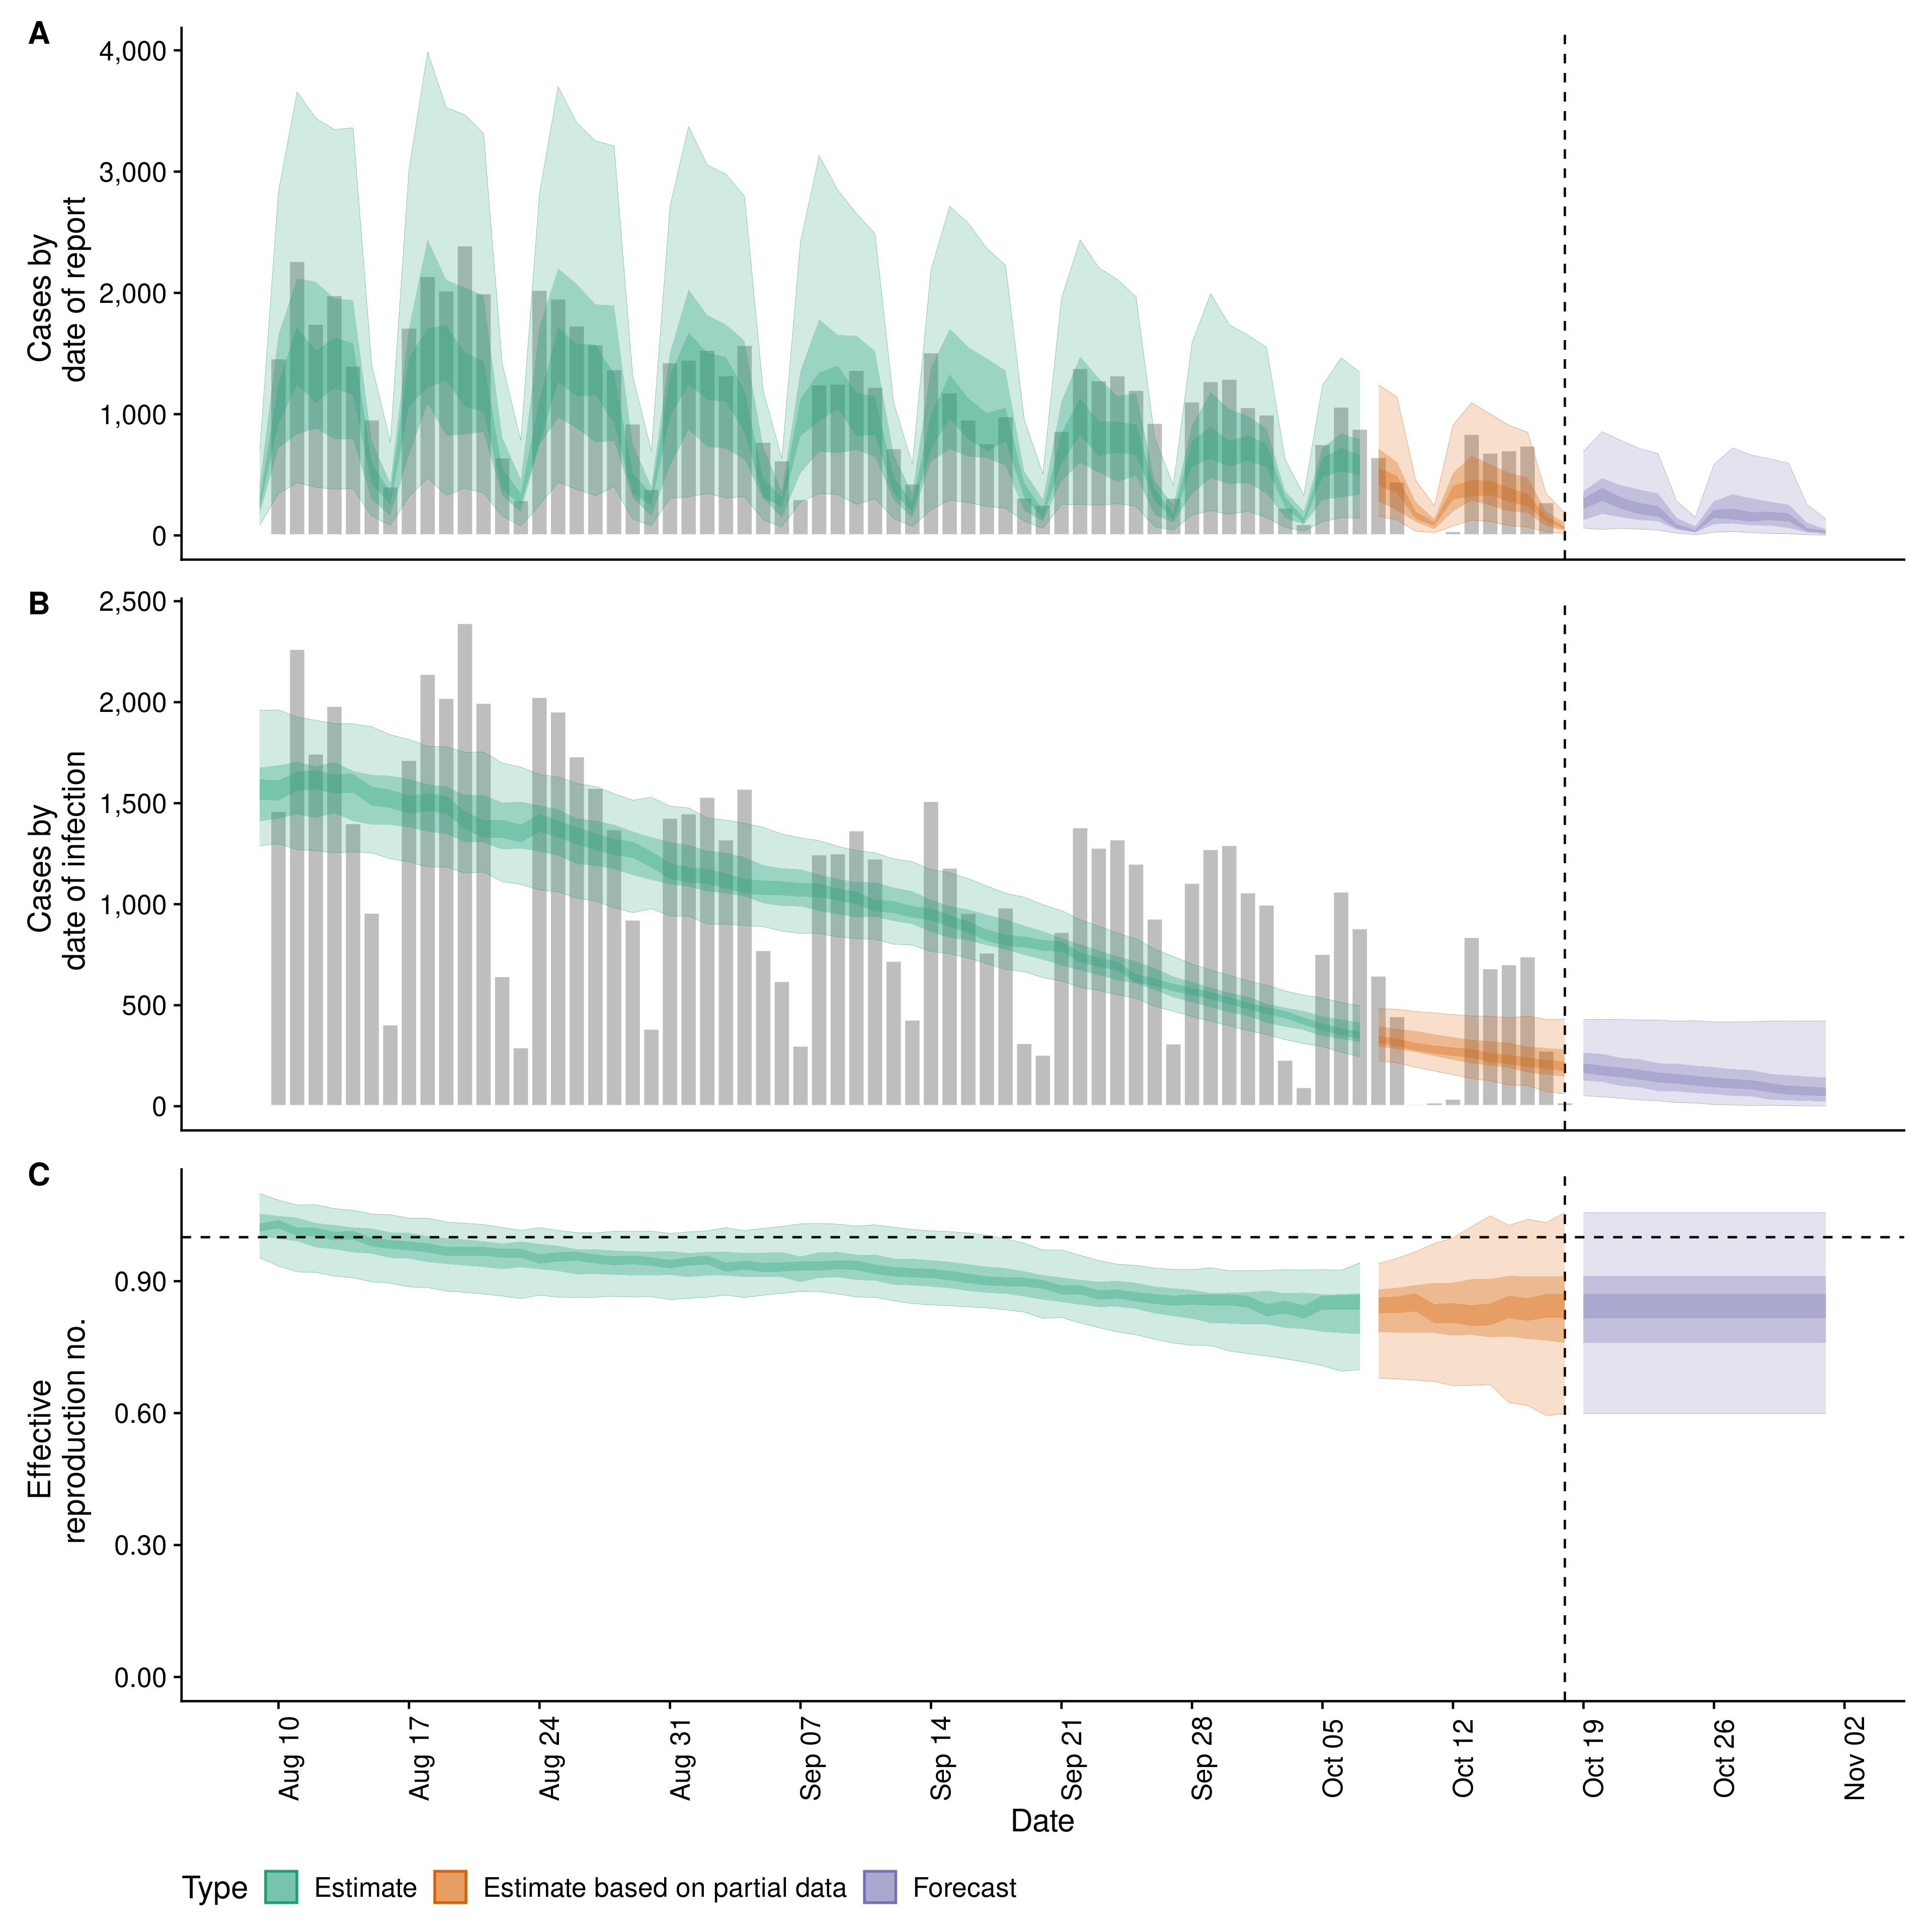 A
Cases by
date of report
4,000
3,000
2,000
1,000
0
B
Cases by
date of infection
2,500
2,000
1,500
1,000
500
0
C
Effective
reproduction no.
0.90
0.60
0.30
0.00
Aug 10
Aug 17
Aug 24
Aug 31
Sep 07
Sep 14
Sep 21
Sep 28
Oct 05
Oct 12
Oct 19
Oct 26
Nov 02
Date
Type Estimate Estimate based on partial data Forecast